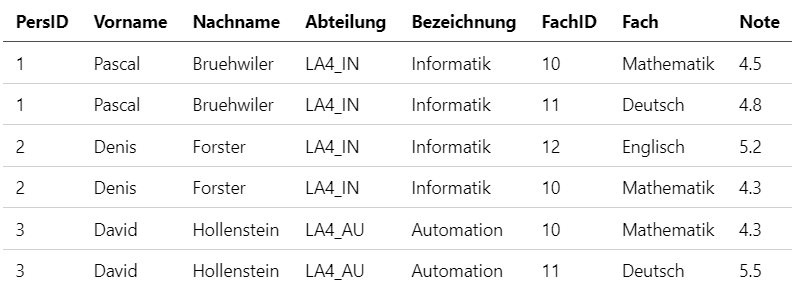 PersID Vorname Nachname Abteilung Bezeichnung FachID Fach Note
1 Pascal Bruehwiler LA4_IN Informatik 10 Mathematik 4.5
1 Pascal Bruehwiler LA4_IN Informatik 11 Deutsch 4.8
2 Denis Forster LA4_IN Informatik 12 Englisch 5.2
2 Denis Forster LA4_IN Informatik 10 Mathematik 4.3
3 David Hollenstein LA4_AU Automation 10 Mathematik 4.3
3 David Hollenstein LA4_AU Automation 11 Deutsch 5.5